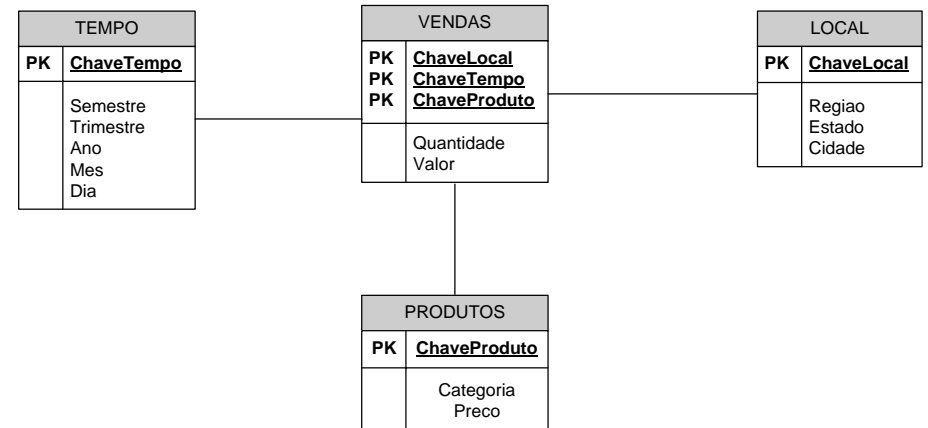 TEMPO
PK ChaveTempo
Semestre
Trimestre
Ano
Mes
Dia
VENDAS
PK ChaveLocal
PK ChaveTempo
PK ChaveProduto
Quantidade
Valor
LOCAL
PK ChaveLocal
Regiao
Estado
Cidade
PRODUTOS
PK ChaveProduto
Categoria
Preco